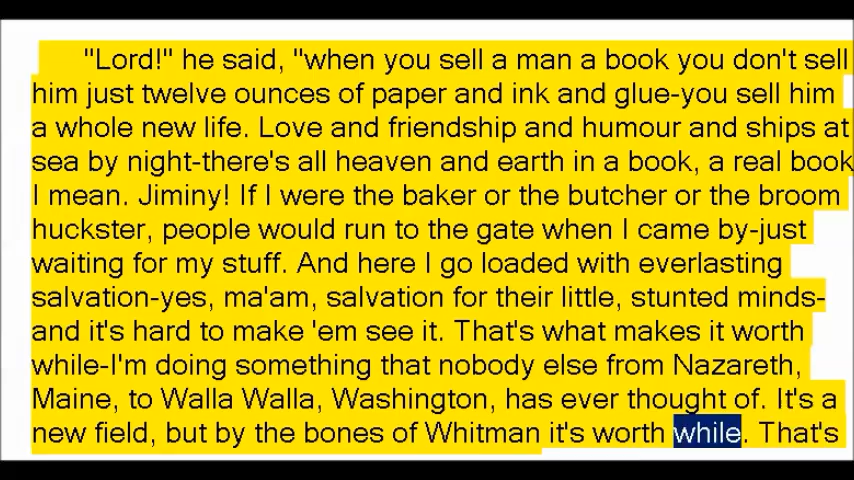 "Lord!" he said, "when you sell a man a book you don't sell
him just twelve ounces of paper and ink and glue-you sell him
a whole new life. Love and friendship and humour and ships at
sea by night-there's all heaven and earth in a book, a real book
I mean. Jiminy! If I were the baker or the butcher or the broom
huckster, people would run to the gate when I came by-just
waiting for my stuff. And here I go loaded with everlasting
salvation-yes, ma'am, salvation for their little, stunted minds-
and it's hard to make 'em see it. That's what makes it worth
while-I'm doing something that nobody else from Nazareth,
Maine, to Walla Walla, Washington, has ever thought of. It's a
new field, but by the bones of Whitman it's worth while. That's